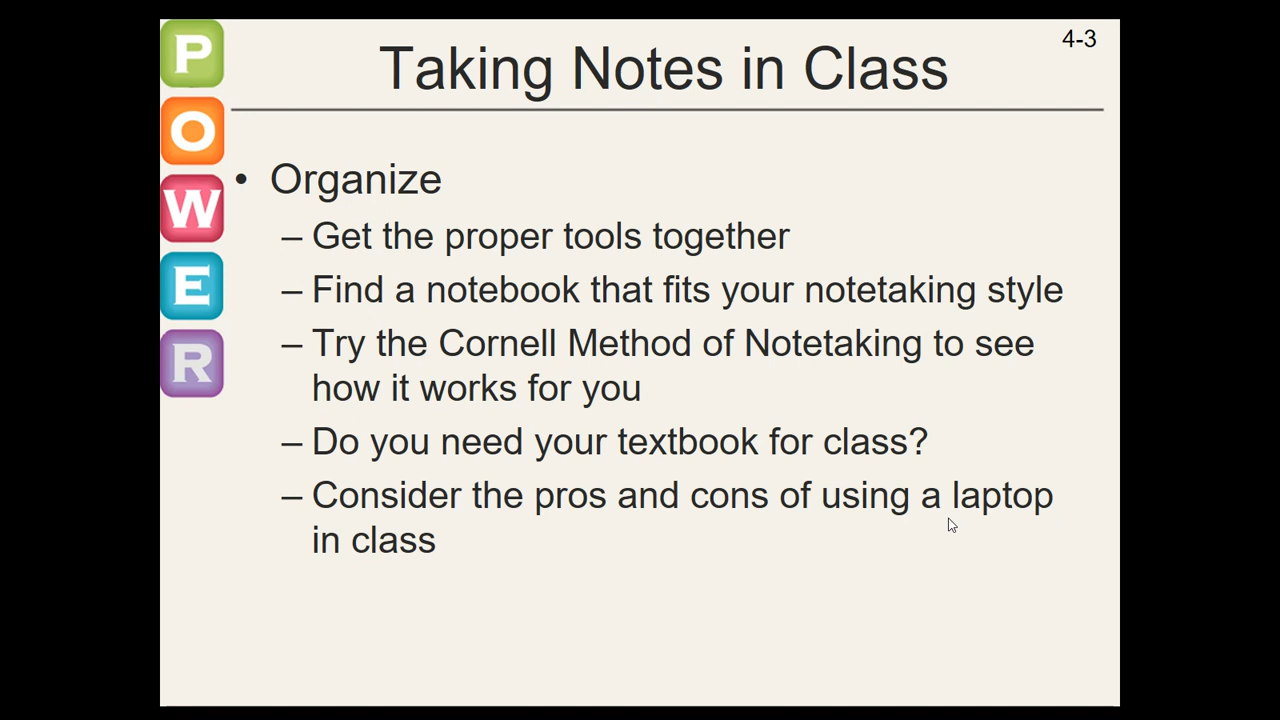 4-3
Taking Notes in Class
P
O
W
E
R
• Organize
– Get the proper tools together
– Find a notebook that fits your notetaking style
– Try the Cornell Method of Notetaking to see
how it works for you
– Do you need your textbook for class?
– Consider the pros and cons of using a laptop
in class